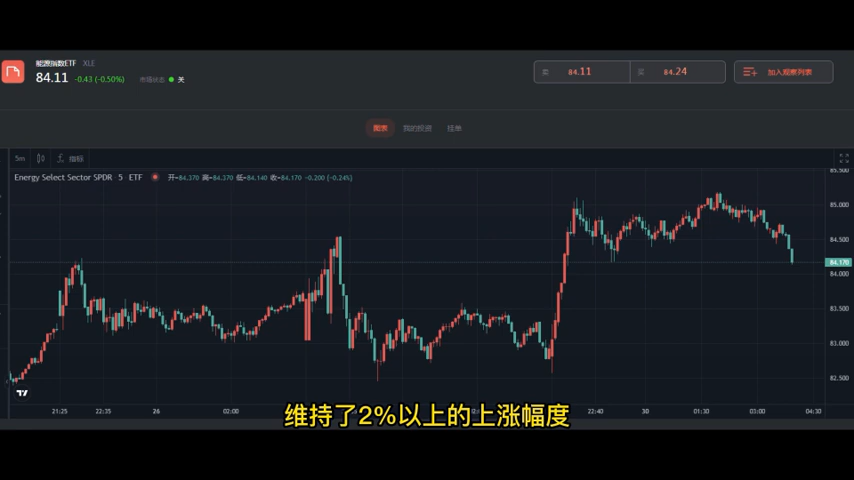 能源指数ETF XLE
84.11 -0.43 (-0.50%) 市场状态 关
卖 84.11 买 84.24 加入观察列表
图表 我的投资 挂单
5m 指标
Energy Select Sector SPDR 5 ETF 开=84.370 高=84.370 低=84.140 收=84.170 -0.200 (-0.24%)
85.500
85.000
84.500
84.170
84.000
83.500
83.000
82.500
21:25 22:35 26 02:00 22:40 30 01:30 03:00 04:30
维持了2%以上的上涨幅度